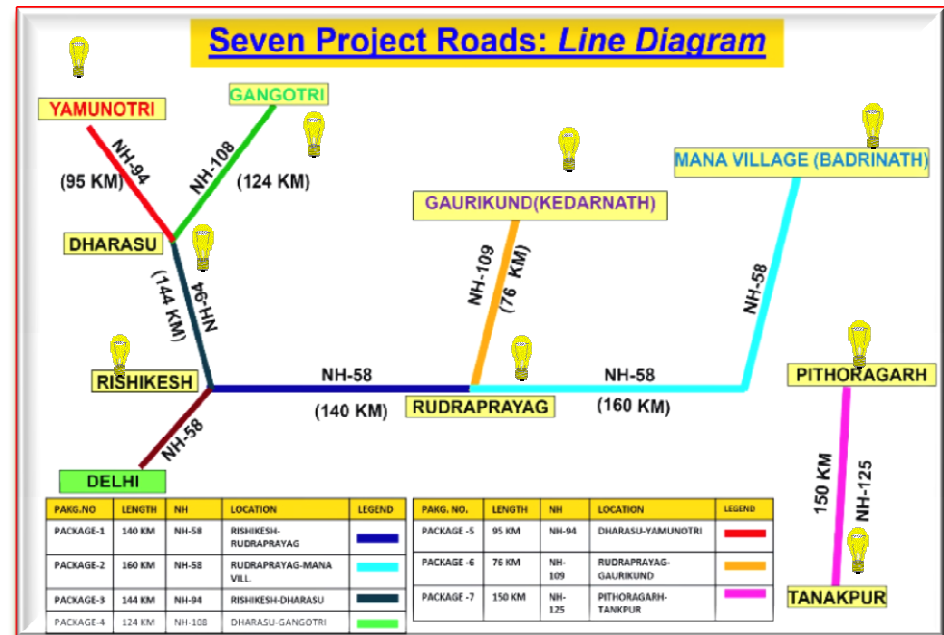 Seven Project Roads: Line Diagram
YAMUNOTRI
GANGOTRI
NH-94
(95 KM)
NH-108
(124 KM)
MANA VILLAGE (BADRINATH)
GAURIKUND(KEDARNATH)
DHARASU
NH-94
(144 KM)
NH-109
(76 KM)
NH-58
RISHIKESH
NH-58
(140 KM)
RUDRAPRAYAG
NH-58
(160 KM)
PITHORAGARH
NH-58
DELHI
150 KM
NH-125
TANAKPUR
PAKG.NO LENGTH NH LOCATION LEGEND
PACKAGE-1 140 KM NH-58 RISHIKESH-
RUDRAPRAYAG
PACKAGE-2 160 KM NH-58 RUDRAPRAYAG-MANA
VILL.
PACKAGE-3 144 KM NH-94 RISHIKESH-DHARASU
PACKAGE-4 124 KM NH-108 DHARASU-GANGOTRI
PAKG. NO. LENGTH NH LOCATION LEGEND
PACKAGE -5 95 KM NH-94 DHARASU-YAMUNOTRI
PACKAGE -6 76 KM NH-
109 RUDRAPRAYAG-
GAURIKUND
PACKAGE -7 150 KM NH-
125 PITHORAGARH-
TANKPUR